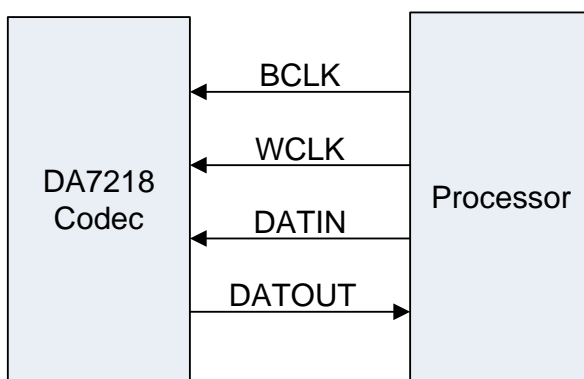 BCLK
WCLK
DA7218
Codec
Processor
DATIN
DATOUT